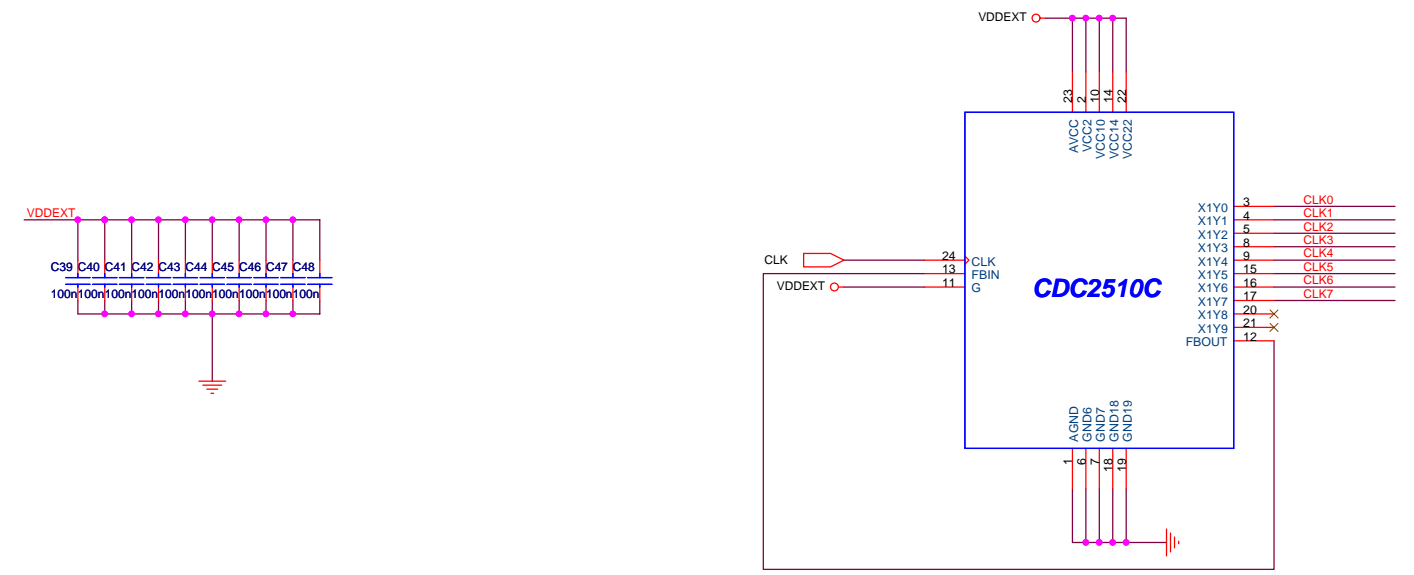 VDDEXT
23 2 10 14 22
AVCC VCC2 VCC10 VCC14 VCC22
VDDEXT
C39 C40 C41 C42 C43 C44 C45 C46 C47 C48
100n 100n 100n 100n 100n 100n 100n 100n 100n 100n
CLK
VDDEXT
24 CLK
13 FBIN
11 G
CDC2510C
X1Y0 3 CLK0
X1Y1 4 CLK1
X1Y2 5 CLK2
X1Y3 8 CLK3
X1Y4 9 CLK4
X1Y5 15 CLK5
X1Y6 16 CLK6
X1Y7 17 CLK7
X1Y8 20
X1Y9 21
FBOUT 12
AGND GND6 GND7 GND18 GND19
1 6 7 18 19